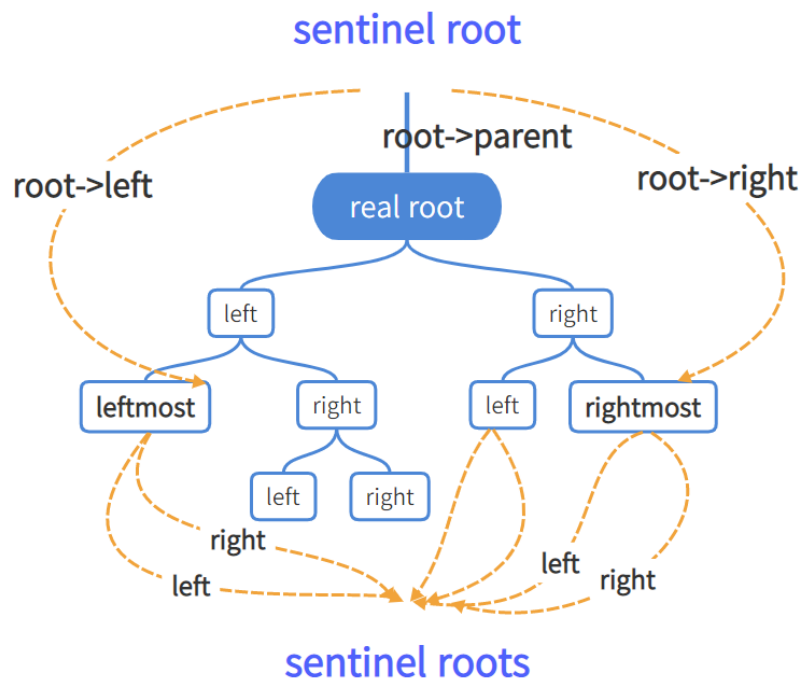 sentinel root
root->parent
root->left
root->right
real root
left
right
leftmost
right
left
rightmost
left
right
right
left
left
right
sentinel roots